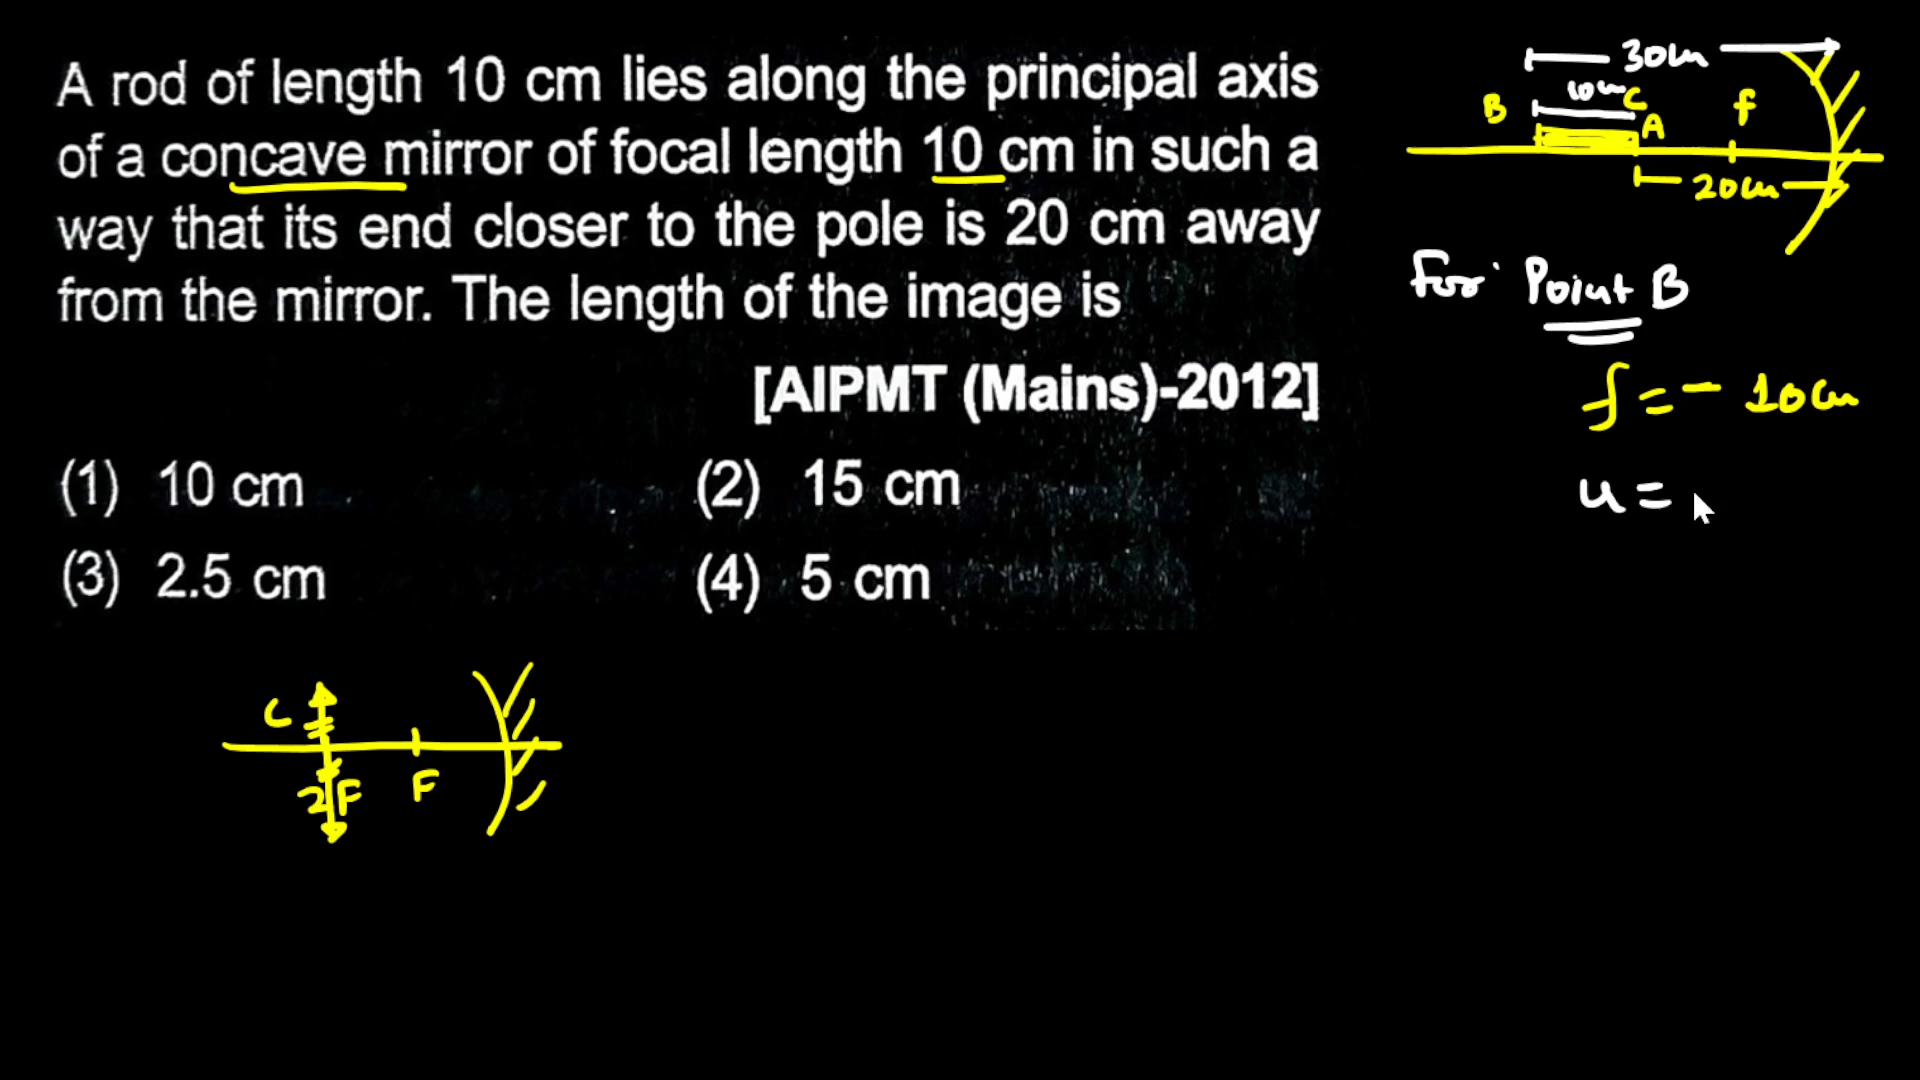 A rod of length 10 cm lies along the principal axis
of a concave mirror of focal length 10 cm in such a
way that its end closer to the pole is 20 cm away
from the mirror. The length of the image is
[AIPMT (Mains)-2012]
(1) 10 cm
(2) 15 cm
(3) 2.5 cm
(4) 5 cm
30cm
10cm
B
C
A
f
20cm
For Point B
f = - 10cm
u =
C
2F
F